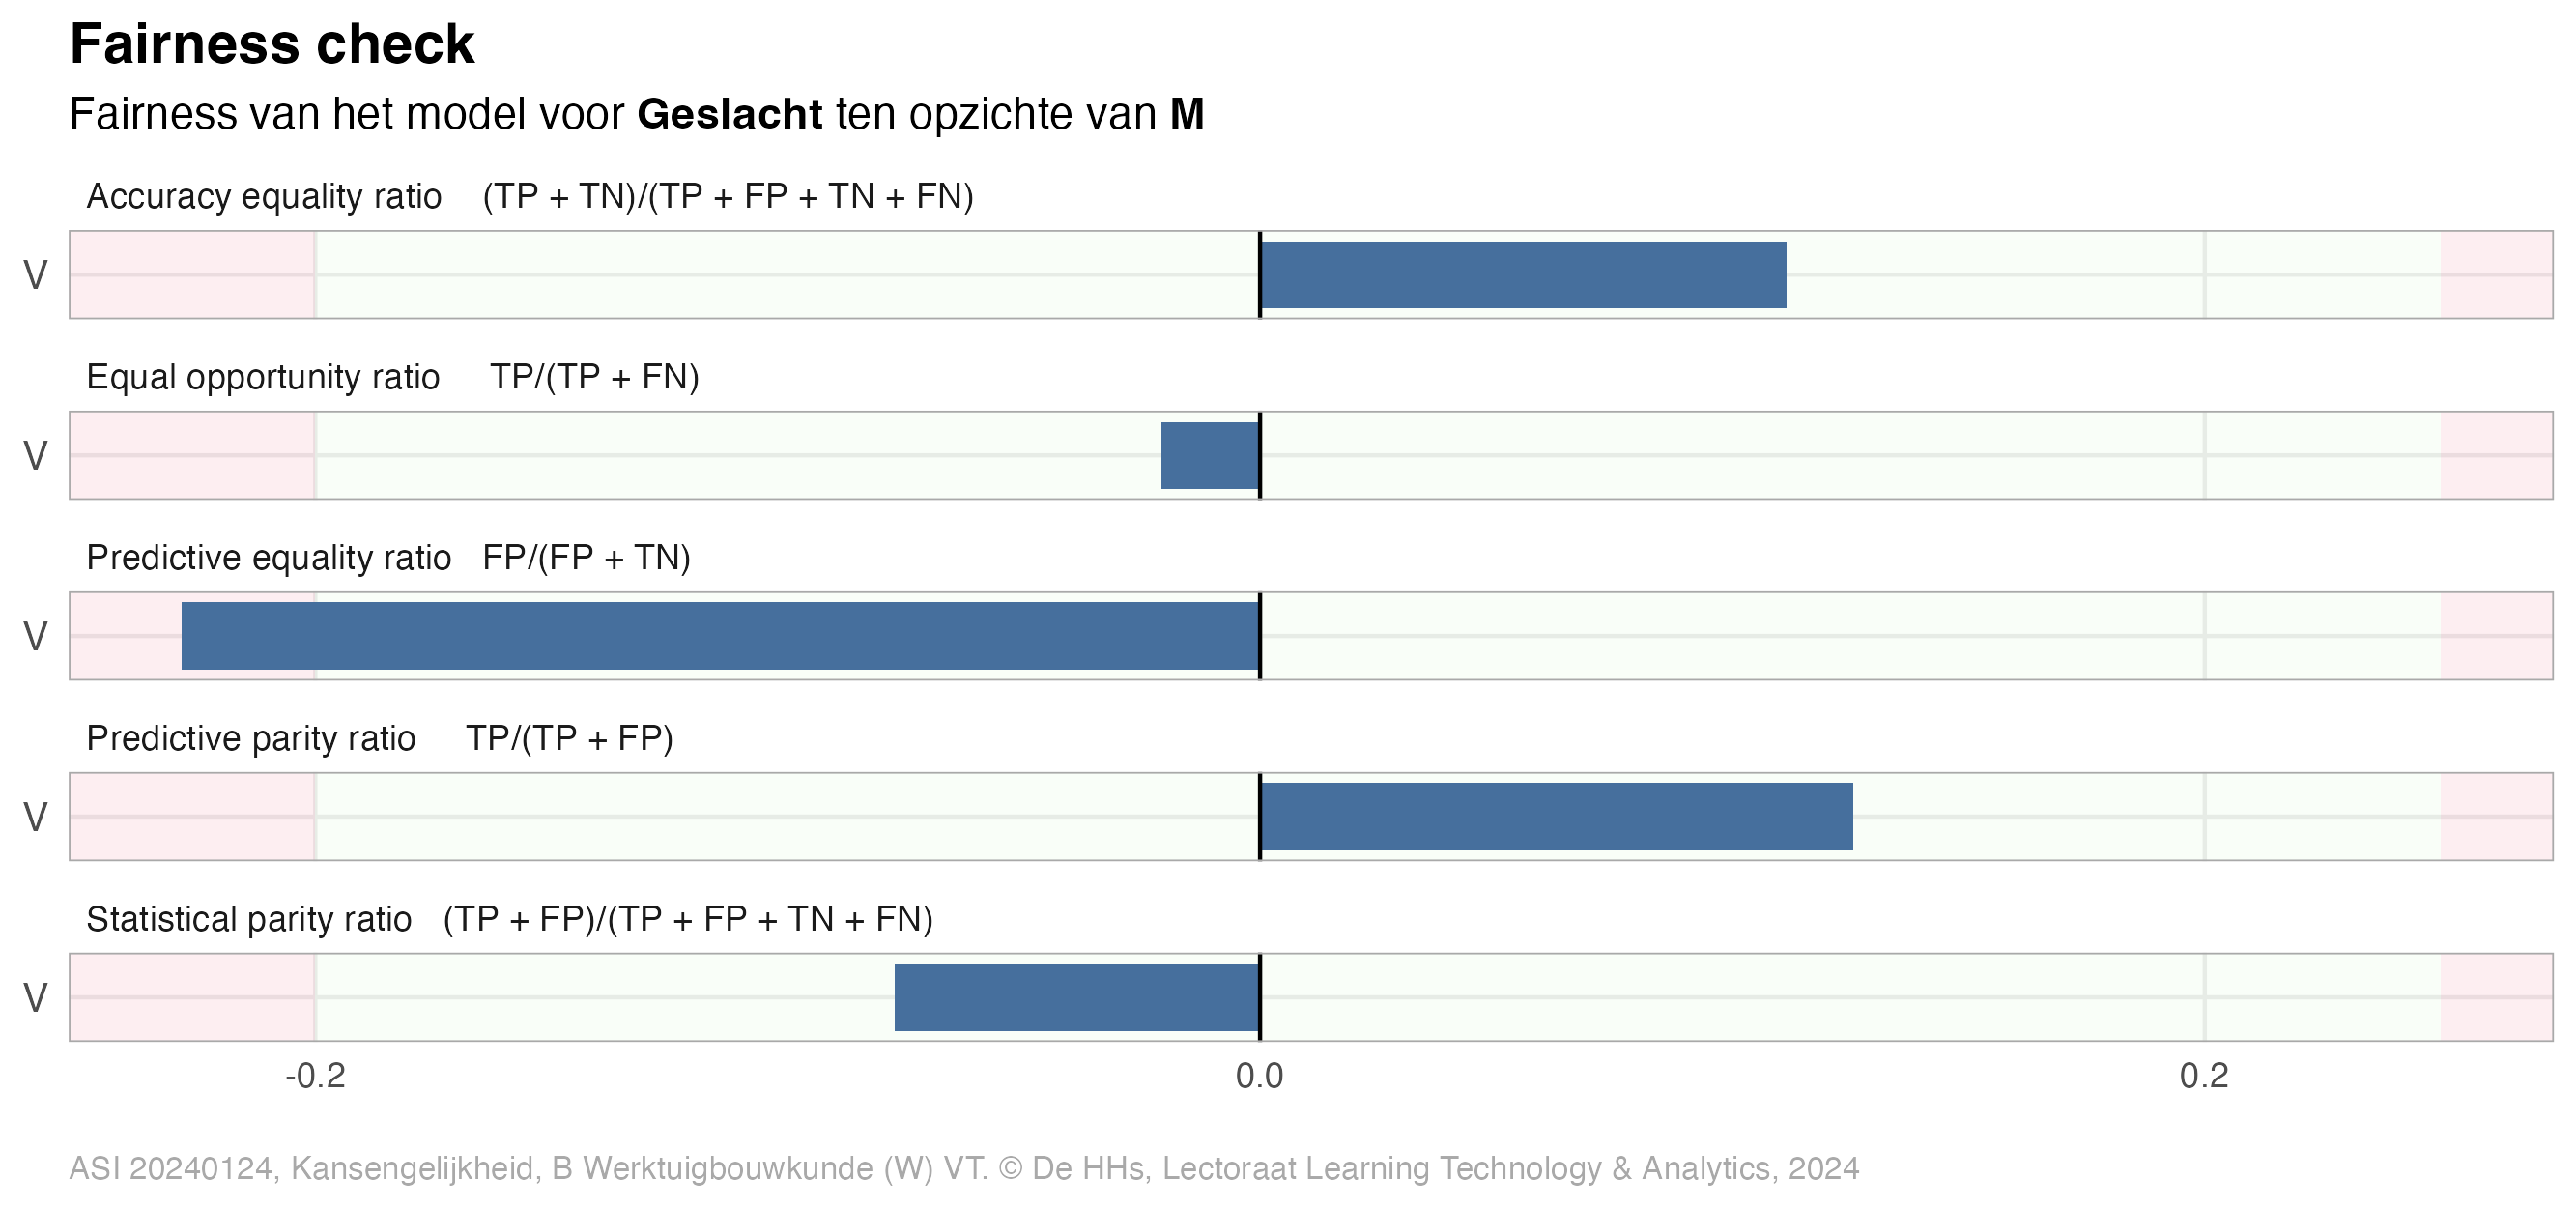 Fairness check
Fairness van het model voor Geslacht ten opzichte van M
Accuracy equality ratio (TP + TN)/(TP + FP + TN + FN)
V
Equal opportunity ratio TP/(TP + FN)
V
Predictive equality ratio FP/(FP + TN)
V
Predictive parity ratio TP/(TP + FP)
V
Statistical parity ratio (TP + FP)/(TP + FP + TN + FN)
V
-0.2 0.0 0.2
ASI 20240124, Kansengelijkheid, B Werktuigbouwkunde (W) VT. © De HHs, Lectoraat Learning Technology & Analytics, 2024